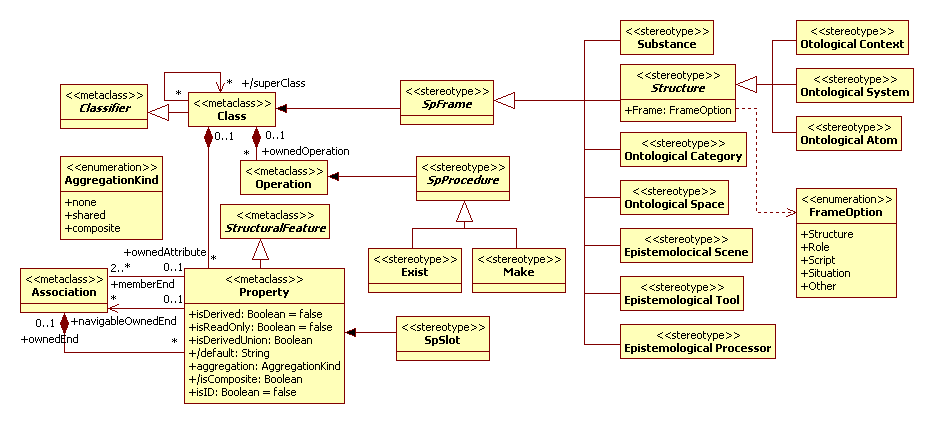 <<stereotype>>
Substance
<<stereotype>>
Otological Context
<<stereotype>>
Structure
+Frame: FrameOption
<<stereotype>>
Ontological System
<<stereotype>>
Ontological Atom
+/superClass
*
*
<<metaclass>>
Classifier
<<metaclass>>
Class
<<stereotype>>
SpFrame
0..1
0..1
*
+ownedOperation
<<metaclass>>
Operation
<<stereotype>>
SpProcedure
<<stereotype>>
Ontological Category
<<enumeration>>
AggregationKind
+none
+shared
+composite
<<metaclass>>
StructuralFeature
<<stereotype>>
Ontological Space
<<enumeration>>
FrameOption
+Structure
+Role
+Script
+Situation
+Other
<<stereotype>>
Exist
<<stereotype>>
Make
<<stereotype>>
Epistemolocical Scene
+ownedAttribute
*
2..*
0..1
+memberEnd
*
0..1
+navigableOwnedEnd
0..1
+ownedEnd
*
<<metaclass>>
Association
<<metaclass>>
Property
+isDerived: Boolean = false
+isReadOnly: Boolean = false
+isDerivedUnion: Boolean
+/default: String
+aggregation: AggregationKind
+/isComposite: Boolean
+isID: Boolean = false
<<stereotype>>
SpSlot
<<stereotype>>
Epistemological Tool
<<stereotype>>
Epistemological Processor